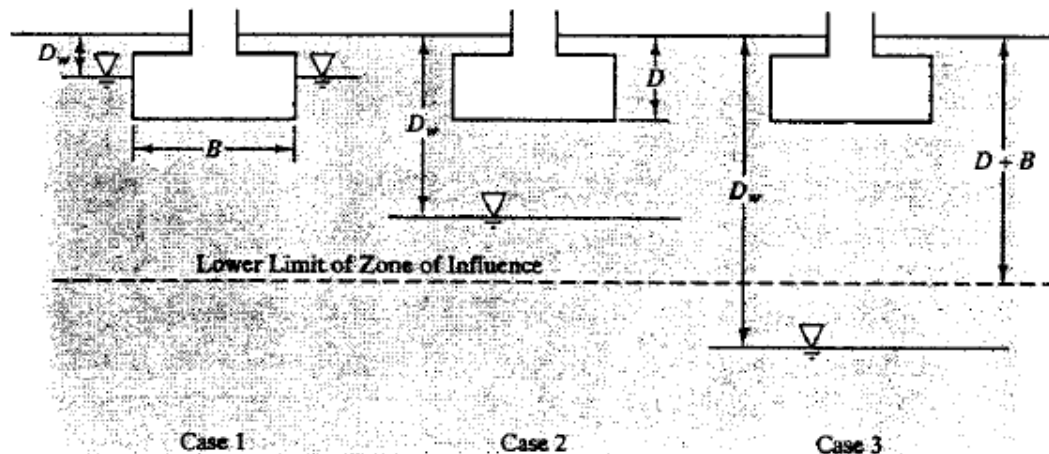 D_w
D
D_w
B
D_w
D + B
Lower Limit of Zone of Influence
Case 1
Case 2
Case 3